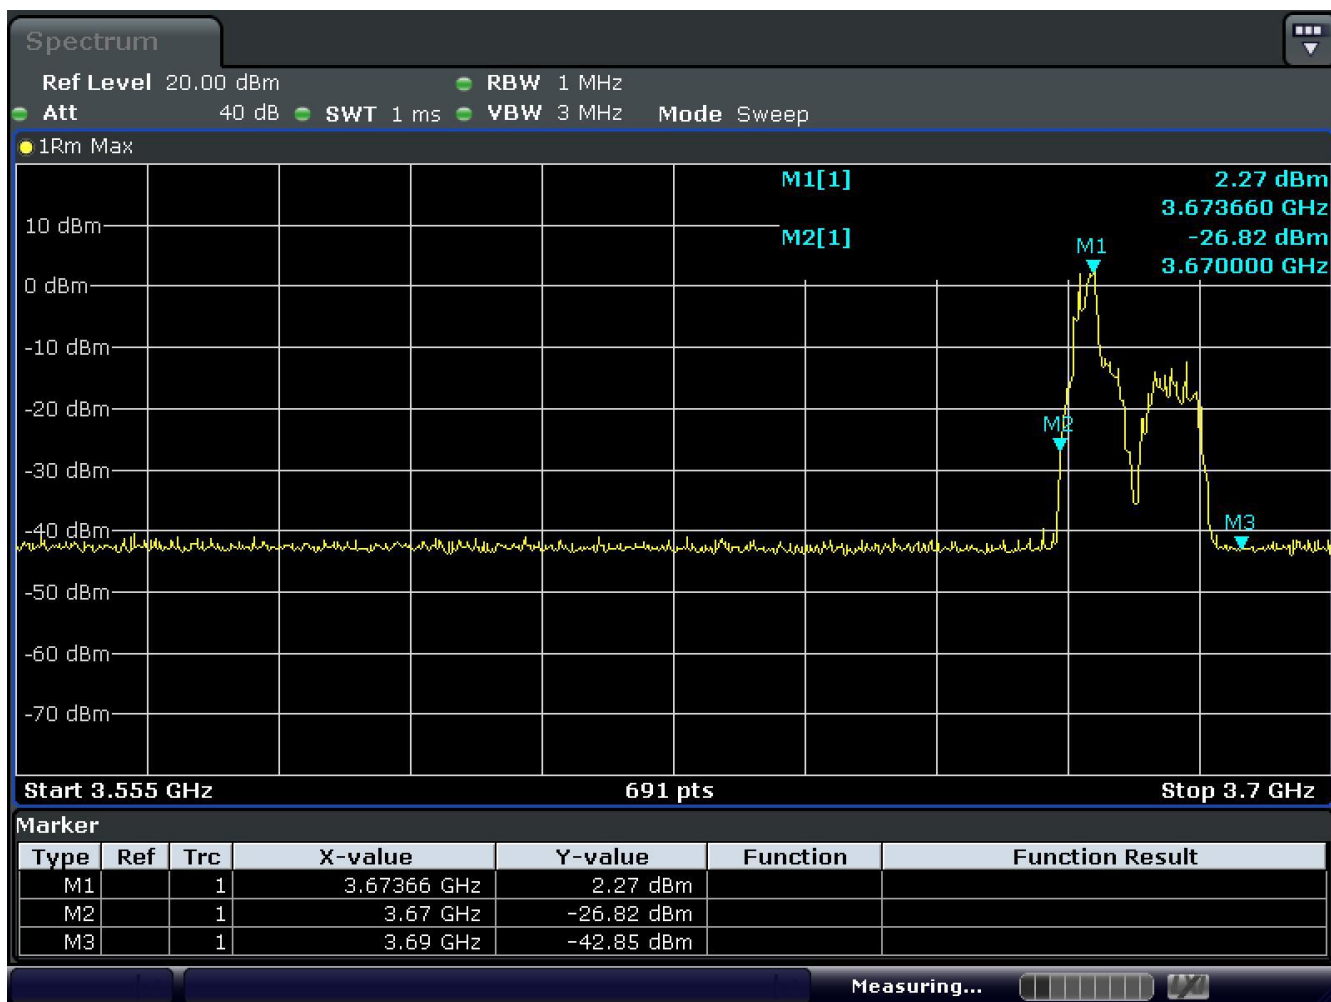 Spectrum
Ref Level 20.00 dBm RBW 1 MHz
Att 40 dB SWT 1 ms VBW 3 MHz Mode Sweep
1Rm Max
M1[1] 2.27 dBm
3.673660 GHz
10 dBm
M2[1] -26.82 dBm
M1
3.670000 GHz
0 dBm
-10 dBm
-20 dBm
M2
-30 dBm
M3
-40 dBm
-50 dBm
-60 dBm
-70 dBm
Start 3.555 GHz 691 pts Stop 3.7 GHz
Marker
Type Ref Trc X-value Y-value Function Function Result
M1 1 3.67366 GHz 2.27 dBm
M2 1 3.67 GHz -26.82 dBm
M3 1 3.69 GHz -42.85 dBm
Measuring...